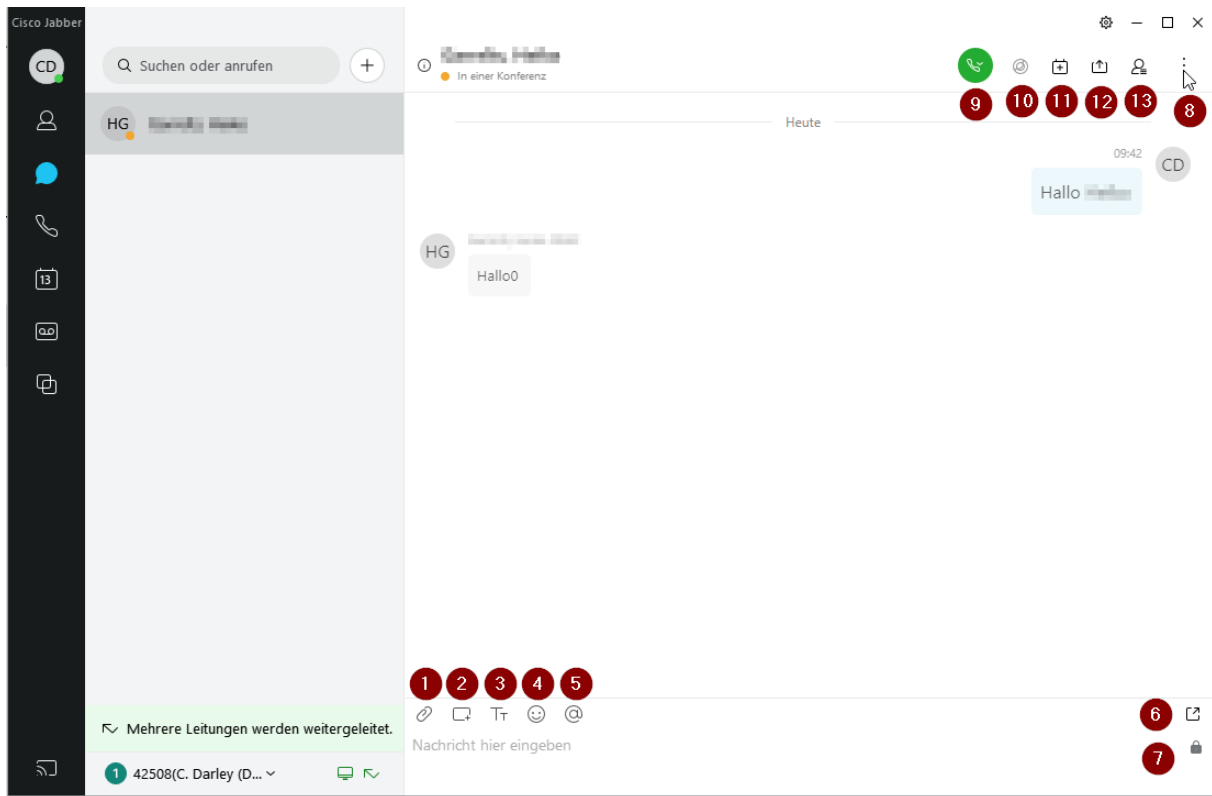 Cisco Jabber
CD
Suchen oder anrufen
In einer Konferenz
9
10
11
12
13
8
HG
Heute
09:42
CD
Hallo
HG
Hallo0
13
1
2
3
4
5
6
7
Mehrere Leitungen werden weitergeleitet.
Nachricht hier eingeben
1 42508(C. Darley (D...